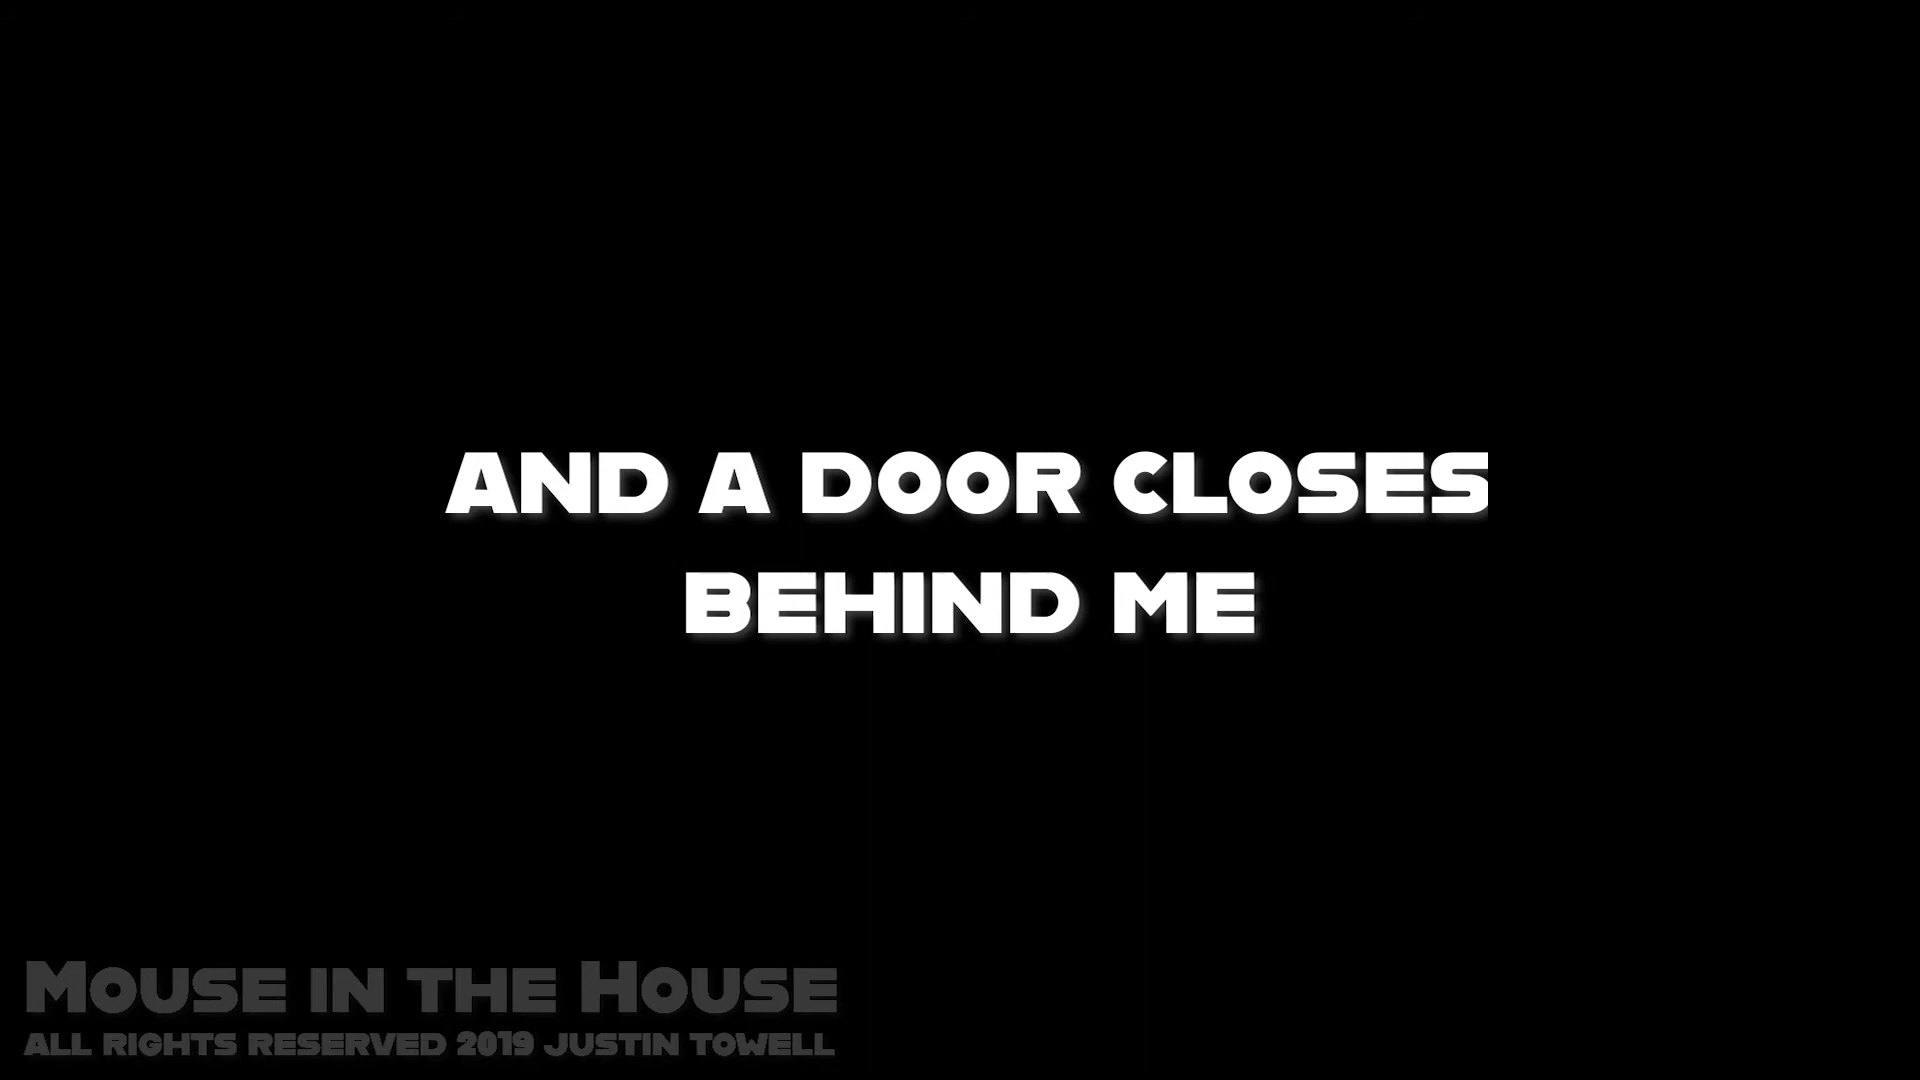 AND A DOOR CLOSES
BEHIND ME
MOUSE IN THE HOUSE
ALL RIGHTS RESERVED 2019 JUSTIN TOWELL